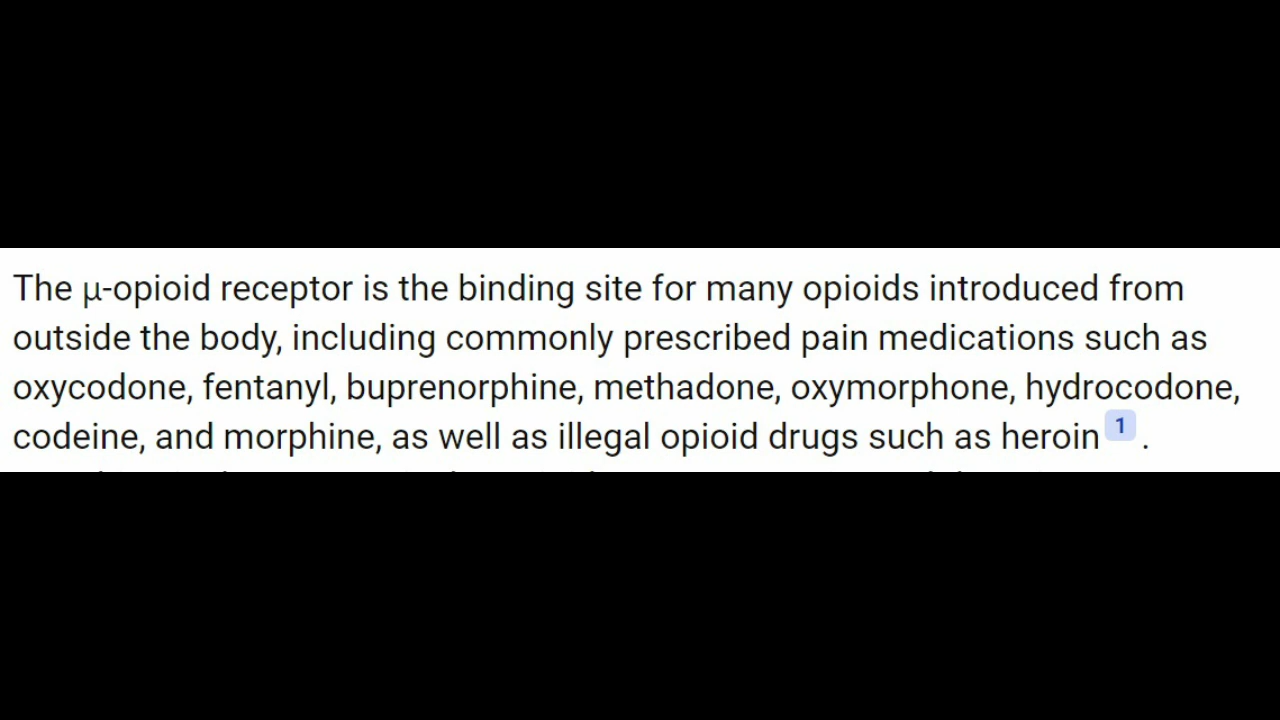 The μ-opioid receptor is the binding site for many opioids introduced from
outside the body, including commonly prescribed pain medications such as
oxycodone, fentanyl, buprenorphine, methadone, oxymorphone, hydrocodone,
codeine, and morphine, as well as illegal opioid drugs such as heroin 1 .